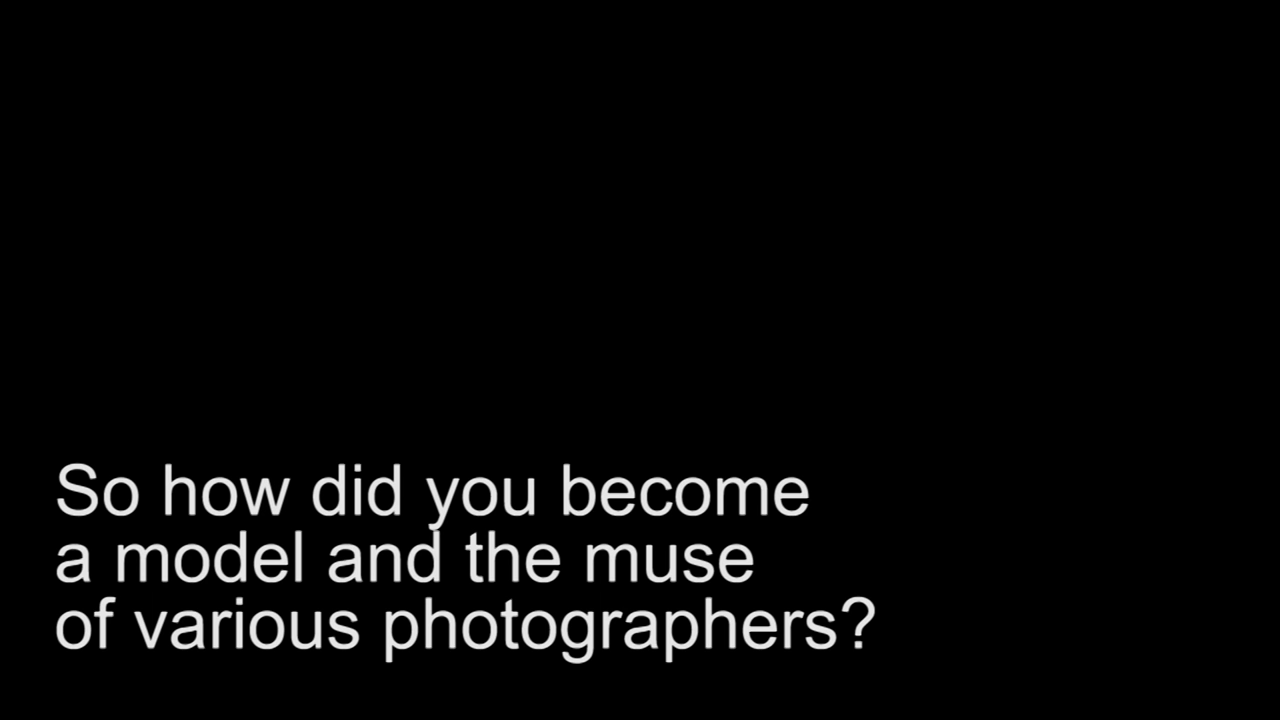 So how did you become
a model and the muse
of various photographers?